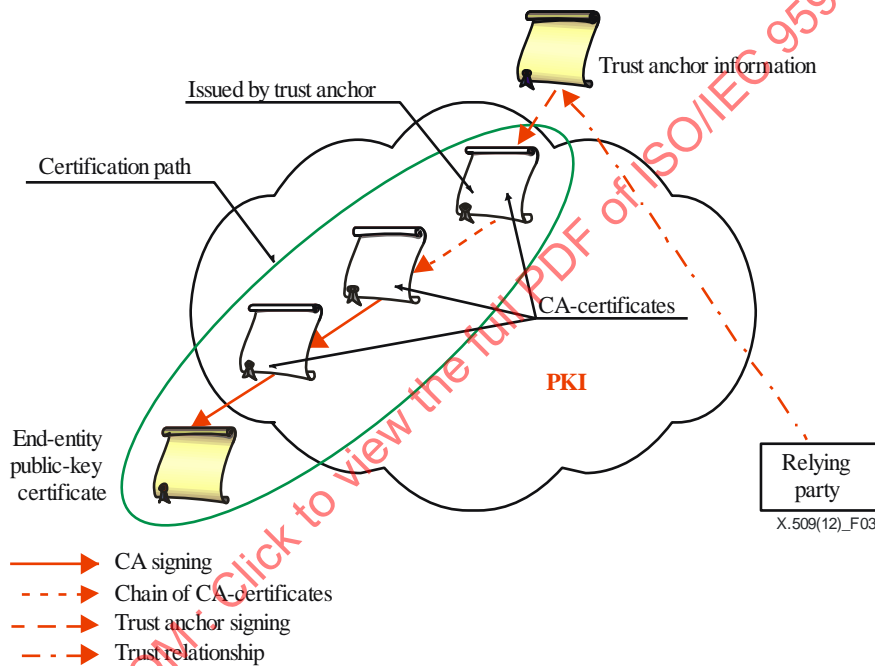 Trust anchor information
Issued by trust anchor
Certification path
CA-certificates
PKI
End-entity
public-key
certificate
Relying
party
X.509(12)_F03
CA signing
Chain of CA-certificates
Trust anchor signing
Trust relationship
OM : Click to view the full PDF of ISO/IEC 959